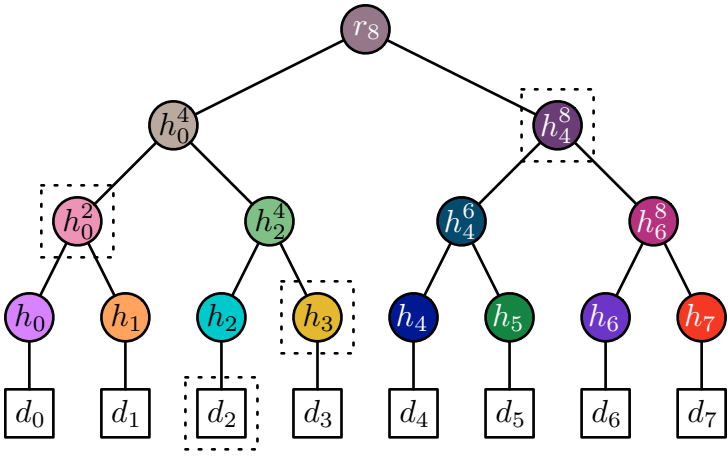 r₈
h₀⁴ h₄⁸
h₀² h₂⁴ h₄⁶ h₆⁸
h₀ h₁ h₂ h₃ h₄ h₅ h₆ h₇
d₀ d₁ d₂ d₃ d₄ d₅ d₆ d₇